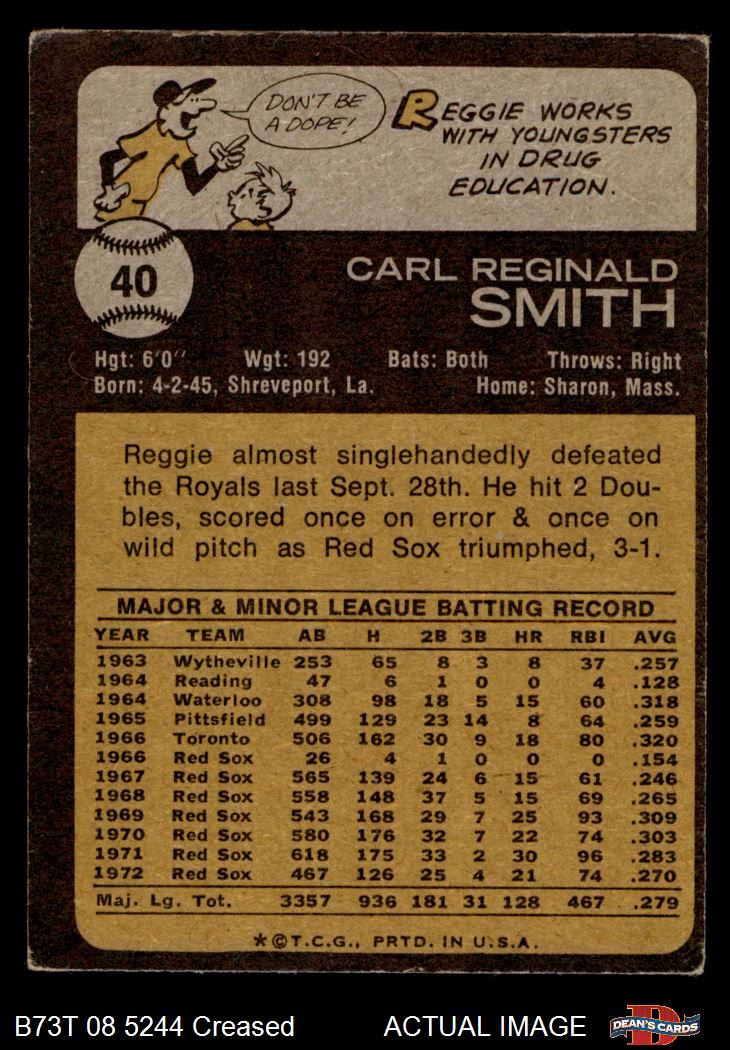 DON'T BE
A DOPE!
REGGIE WORKS
WITH YOUNGSTERS
IN DRUG
EDUCATION.
40
CARL REGINALD
SMITH
Hgt: 6'0" Wgt: 192 Bats: Both Throws: Right
Born: 4-2-45, Shreveport, La. Home: Sharon, Mass.
Reggie almost singlehandedly defeated
the Royals last Sept. 28th. He hit 2 Dou-
bles, scored once on error & once on
wild pitch as Red Sox triumphed, 3-1.
MAJOR & MINOR LEAGUE BATTING RECORD
YEAR TEAM AB H 2B 3B HR RBI AVG
1963 Wytheville 253 65 8 3 8 37 .257
1964 Reading 47 6 1 0 0 4 .128
1964 Waterloo 308 98 18 5 15 60 .318
1965 Pittsfield 499 129 23 14 8 64 .259
1966 Toronto 506 162 30 9 18 80 .320
1966 Red Sox 26 4 1 0 0 0 .154
1967 Red Sox 565 139 24 6 15 61 .246
1968 Red Sox 558 148 37 5 15 69 .265
1969 Red Sox 543 168 29 7 25 93 .309
1970 Red Sox 580 176 32 7 22 74 .303
1971 Red Sox 618 175 33 2 30 96 .283
1972 Red Sox 467 126 25 4 21 74 .270
Maj. Lg. Tot. 3357 936 181 31 128 467 .279
*©T.C.G., PRTD. IN U.S.A.
B73T 08 5244 Creased ACTUAL IMAGE DEAN'S CARDS